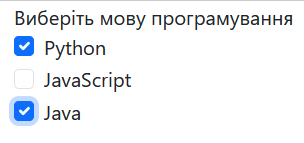 Виберіть мову програмування
Python
JavaScript
Java